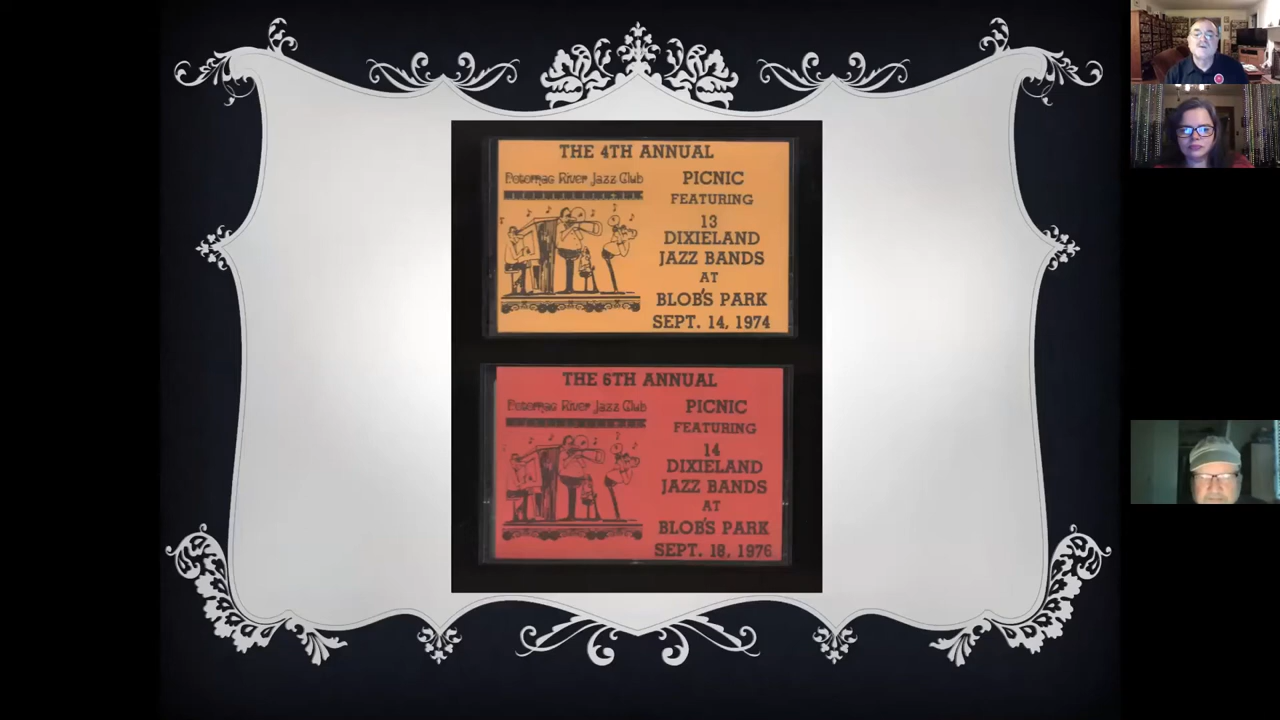 THE 4TH ANNUAL
Potomac River Jazz Club
PICNIC
FEATURING
13
DIXIELAND
JAZZ BANDS
AT
BLOB'S PARK
SEPT. 14, 1974
THE 6TH ANNUAL
Potomac River Jazz Club
PICNIC
FEATURING
14
DIXIELAND
JAZZ BANDS
AT
BLOB'S PARK
SEPT. 18, 1976